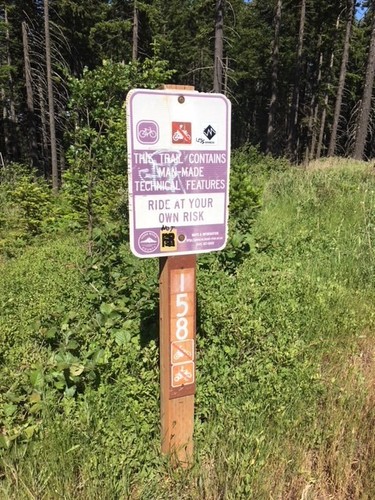 THIS TRAIL CONTAINS
MAN-MADE
TECHNICAL FEATURES
RIDE AT YOUR
OWN RISK
158